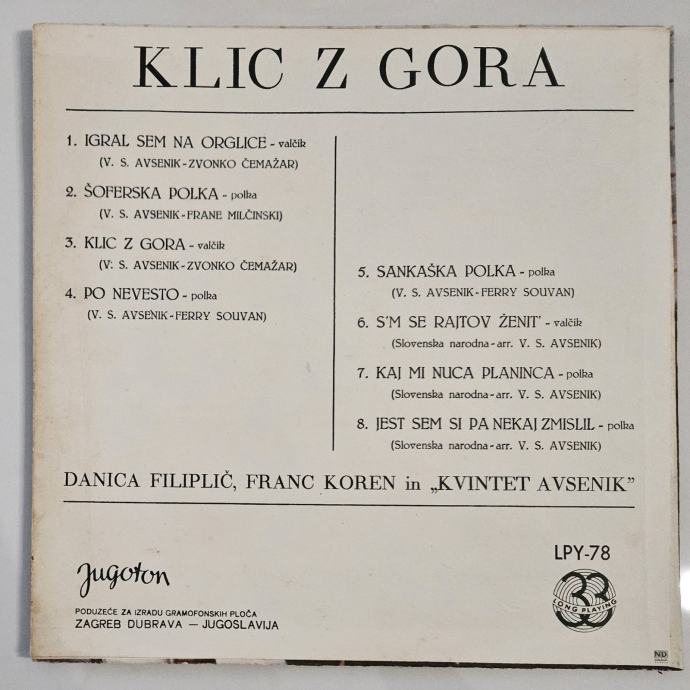 KLIC Z GORA
1. IGRAL SEM NA ORGLICE - valčik
(V. S. AVSENIK - ZVONKO ČEMAŽAR)
2. ŠOFERSKA POLKA - polka
(V. S. AVSENIK - FRANE MILČINSKI)
3. KLIC Z GORA - valčik
(V. S. AVSENIK - ZVONKO ČEMAŽAR)
4. PO NEVESTO - polka
(V. S. AVSENIK - FERRY SOUVAN)
5. SANKAŠKA POLKA - polka
(V. S. AVSENIK - FERRY SOUVAN)
6. S'M SE RAJTOV ŽENIT' - valčik
(Slovenska narodna - arr. V. S. AVSENIK)
7. KAJ MI NUCA PLANINCA - polka
(Slovenska narodna - arr. V. S. AVSENIK)
8. JEST SEM SI PA NEKAJ ZMISLIL - polka
(Slovenska narodna - arr. V. S. AVSENIK)
DANICA FILIPLIČ, FRANC KOREN in „KVINTET AVSENIK”
Jugoton
PODUZEĆE ZA IZRADU GRAMOFONSKIH PLOČA
ZAGREB DUBRAVA — JUGOSLAVIJA
LPY-78
33
LONG PLAYING
ND